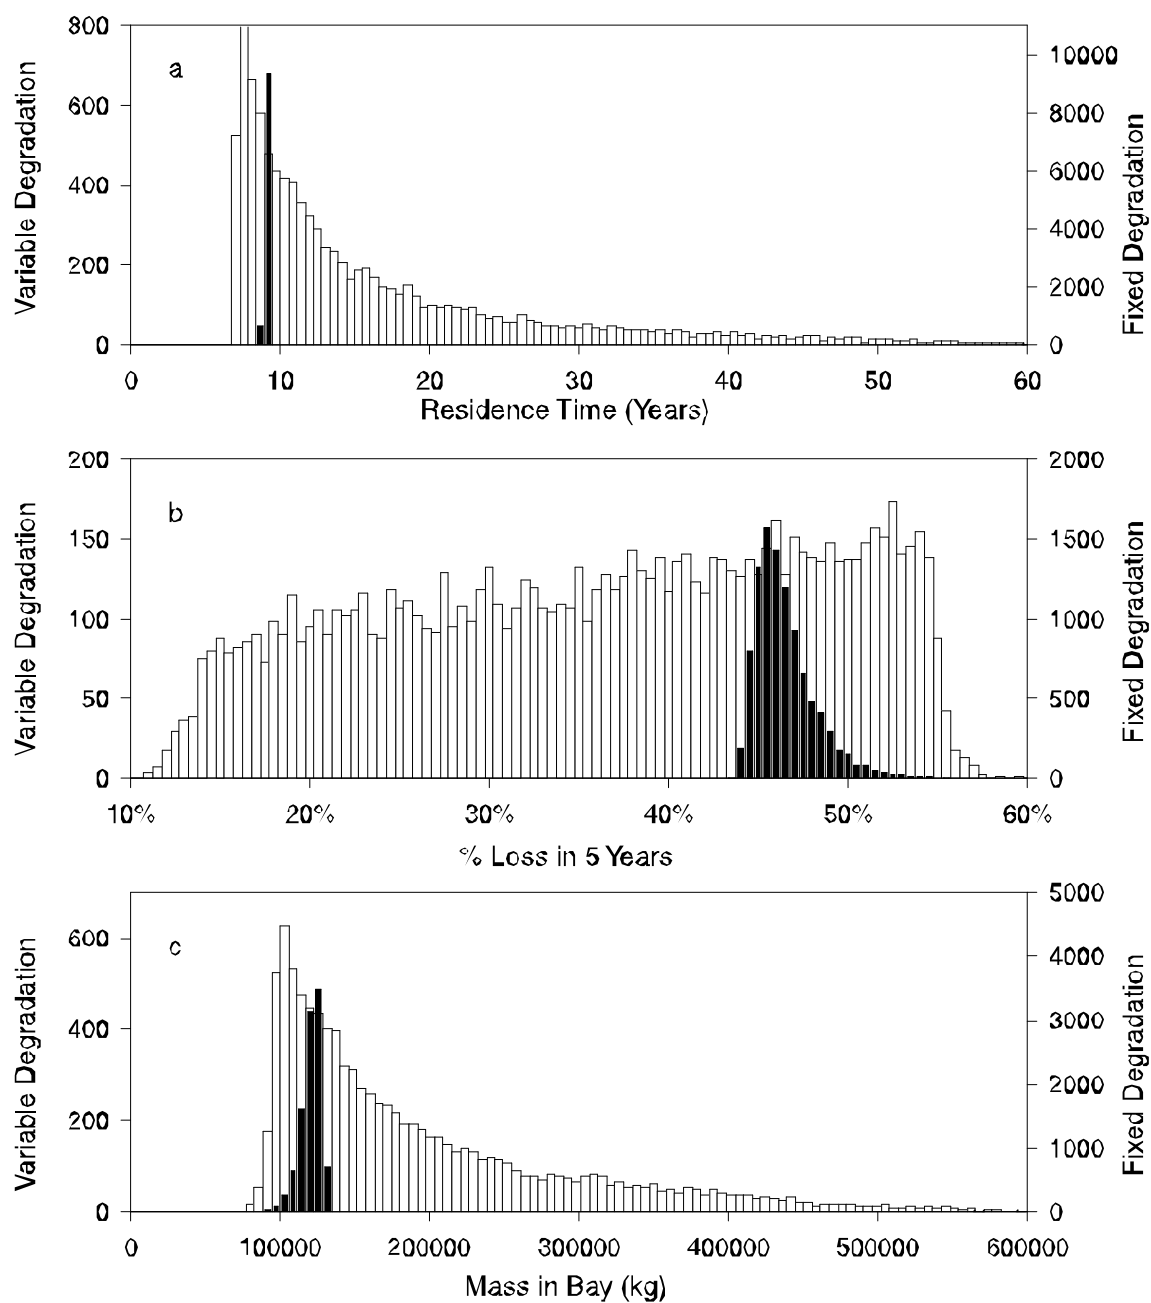 800
600
400
200
0
Variable Degradation
a
10000
8000
6000
4000
2000
0
Fixed Degradation
0 10 20 30 40 50 60
Residence Time (Years)
200
150
100
50
0
Variable Degradation
b
2000
1500
1000
500
0
Fixed Degradation
10% 20% 30% 40% 50% 60%
% Loss in 5 Years
600
400
200
0
Variable Degradation
c
5000
4000
3000
2000
1000
0
Fixed Degradation
0 100000 200000 300000 400000 500000 600000
Mass in Bay (kg)